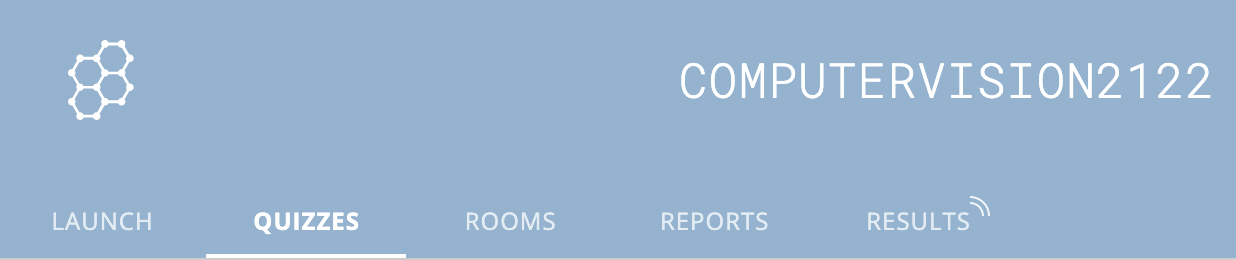 COMPUTERVISION2122
LAUNCH QUIZZES ROOMS REPORTS RESULTS